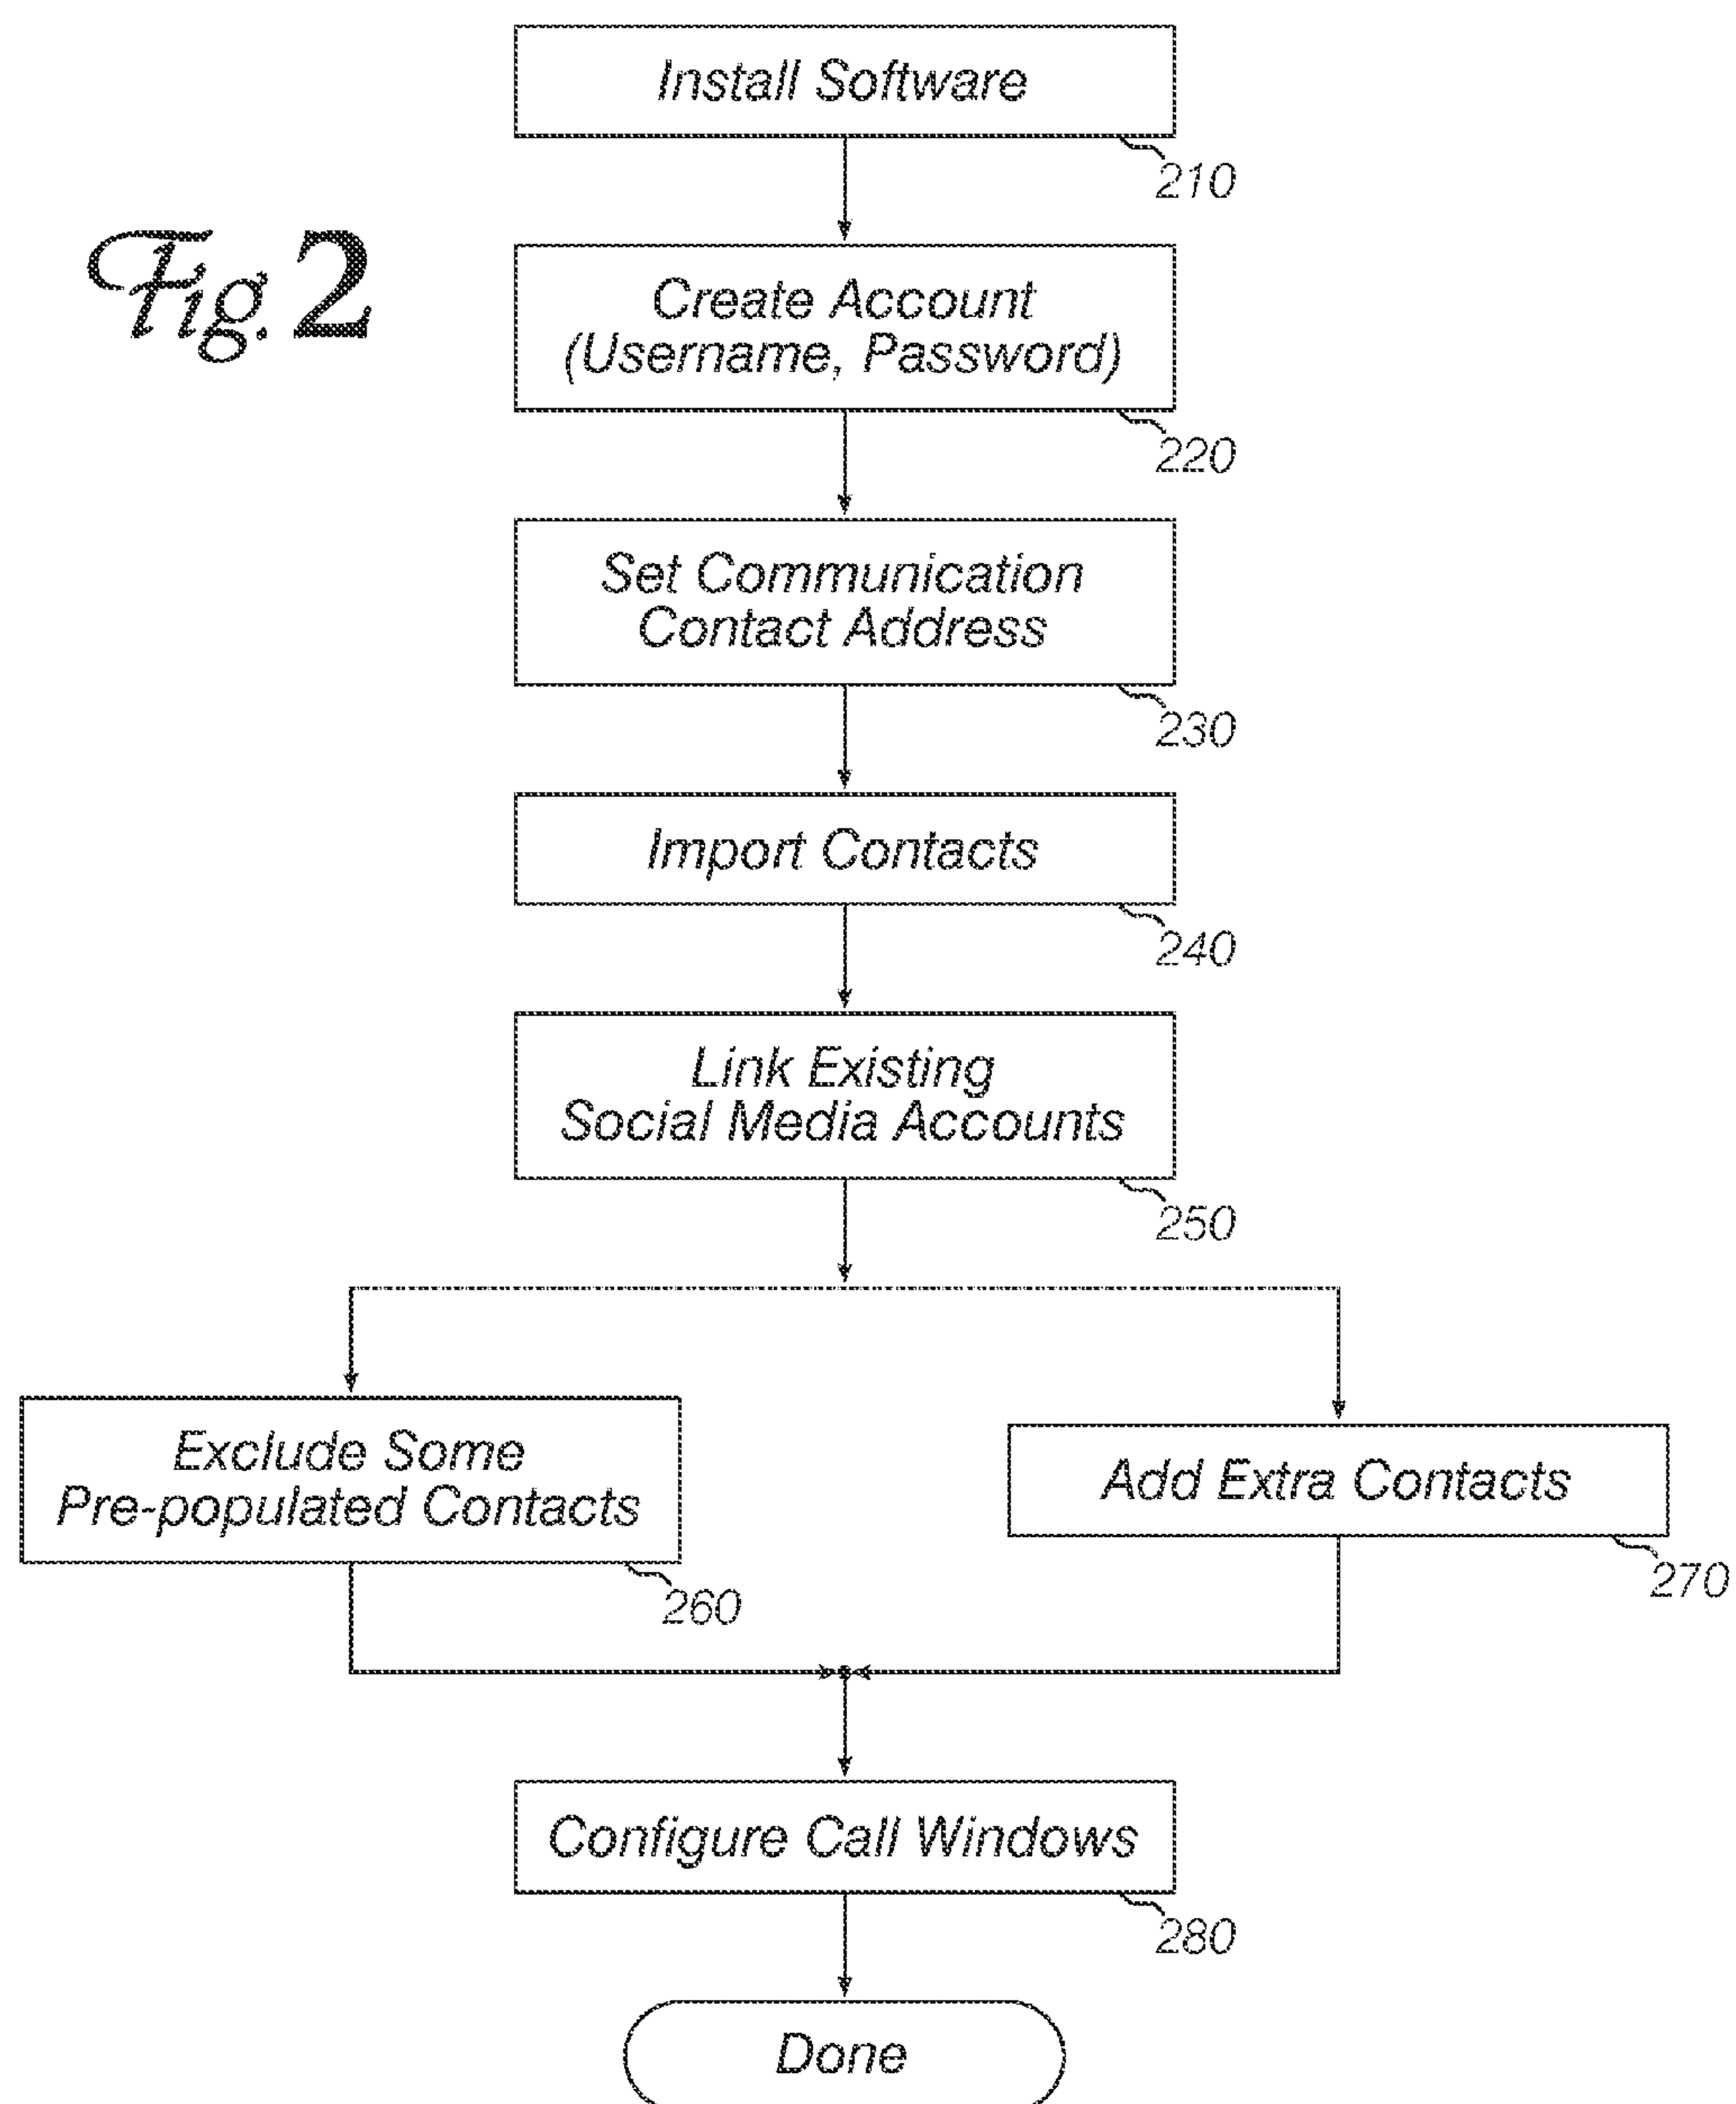 Install Software
210
Fig. 2
Create Account
(Username, Password)
220
Set Communication
Contact Address
230
Import Contacts
240
Link Existing
Social Media Accounts
250
Exclude Some
Pre-populated Contacts
260
Add Extra Contacts
270
Configure Call Windows
280
Done